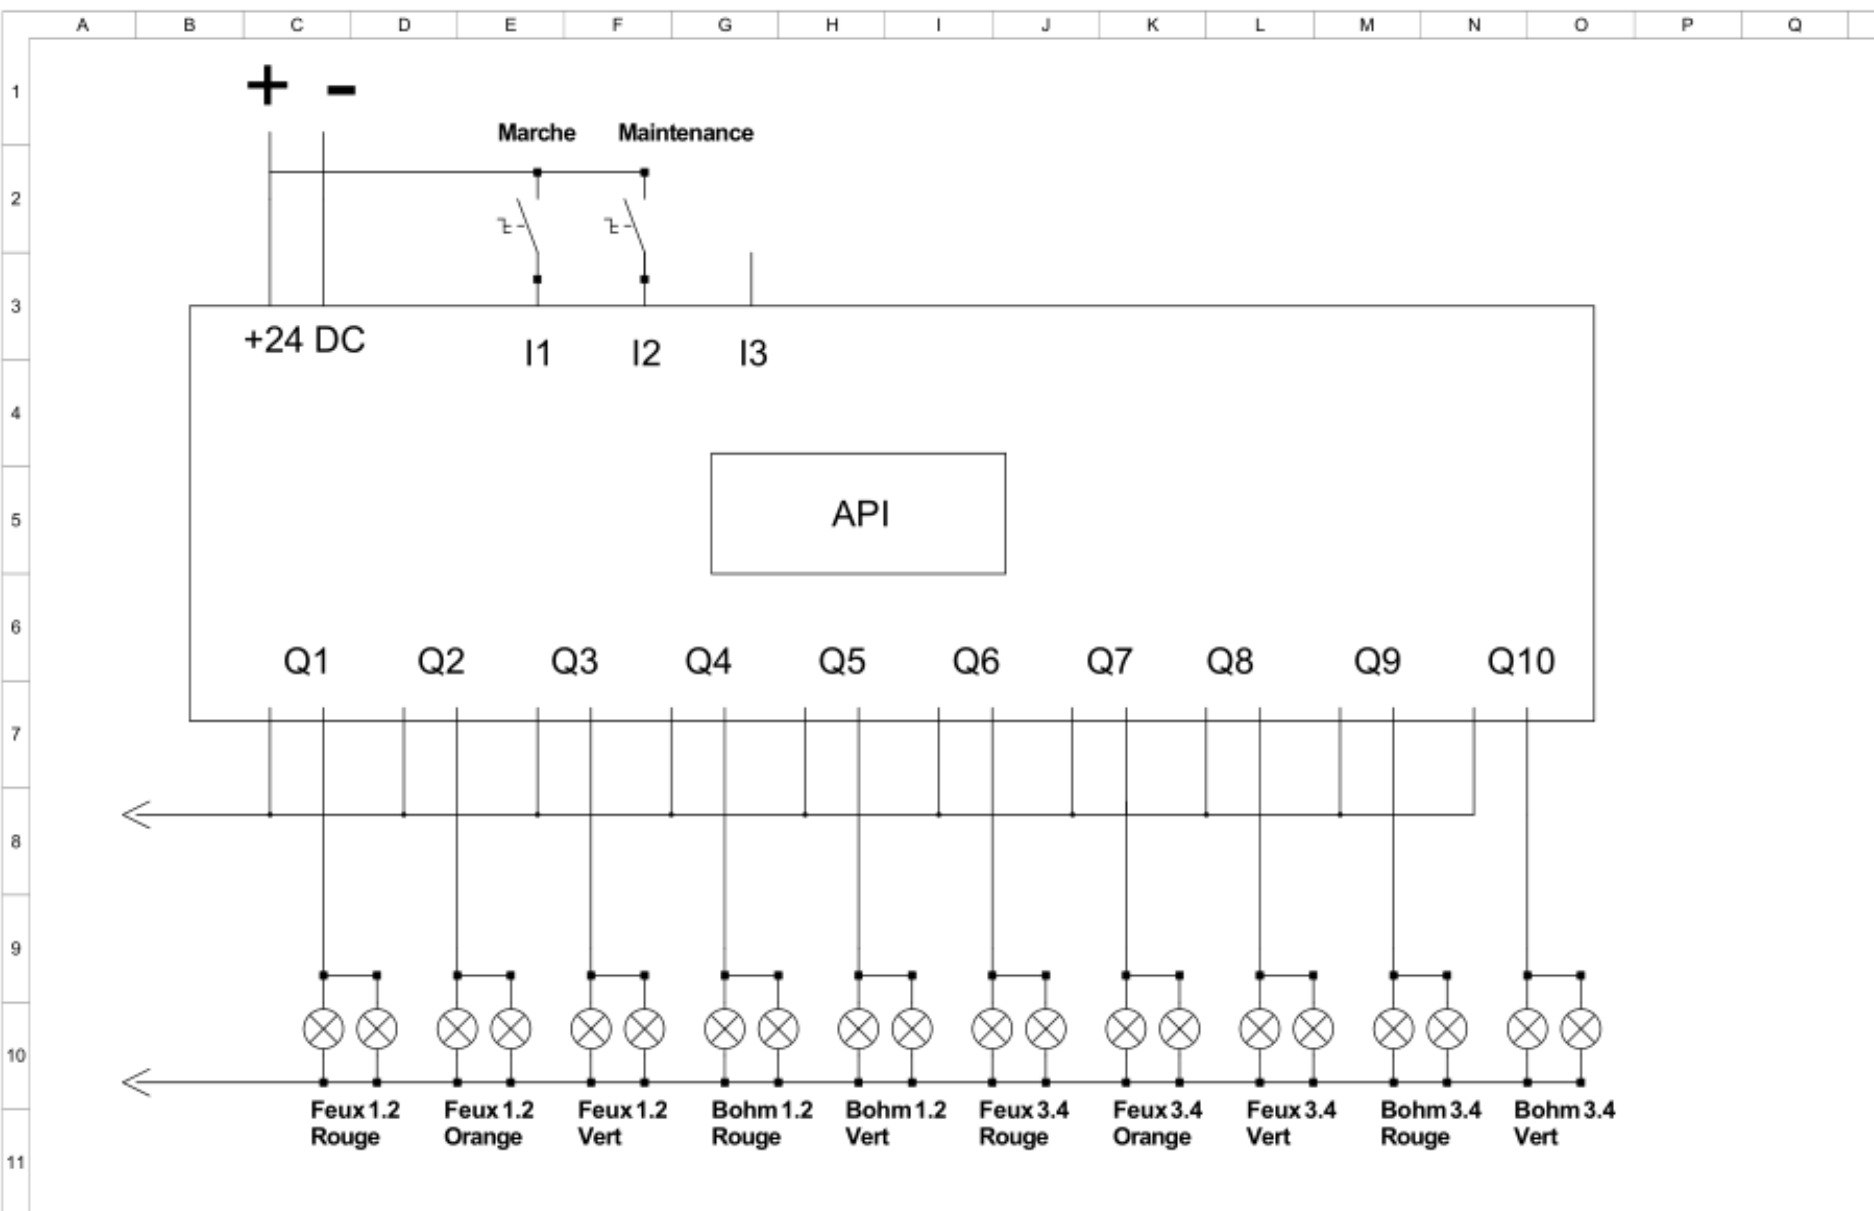 A B C D E F G H I J K L M N O P Q
1
+ -
Marche Maintenance
2
3
+24 DC I1 I2 I3
4
5
API
6
Q1 Q2 Q3 Q4 Q5 Q6 Q7 Q8 Q9 Q10
7
8
9
10
Feux 1.2 Feux 1.2 Feux 1.2 Bohm 1.2 Bohm 1.2 Feux 3.4 Feux 3.4 Feux 3.4 Bohm 3.4 Bohm 3.4
Rouge Orange Vert Rouge Vert Rouge Orange Vert Rouge Vert
11